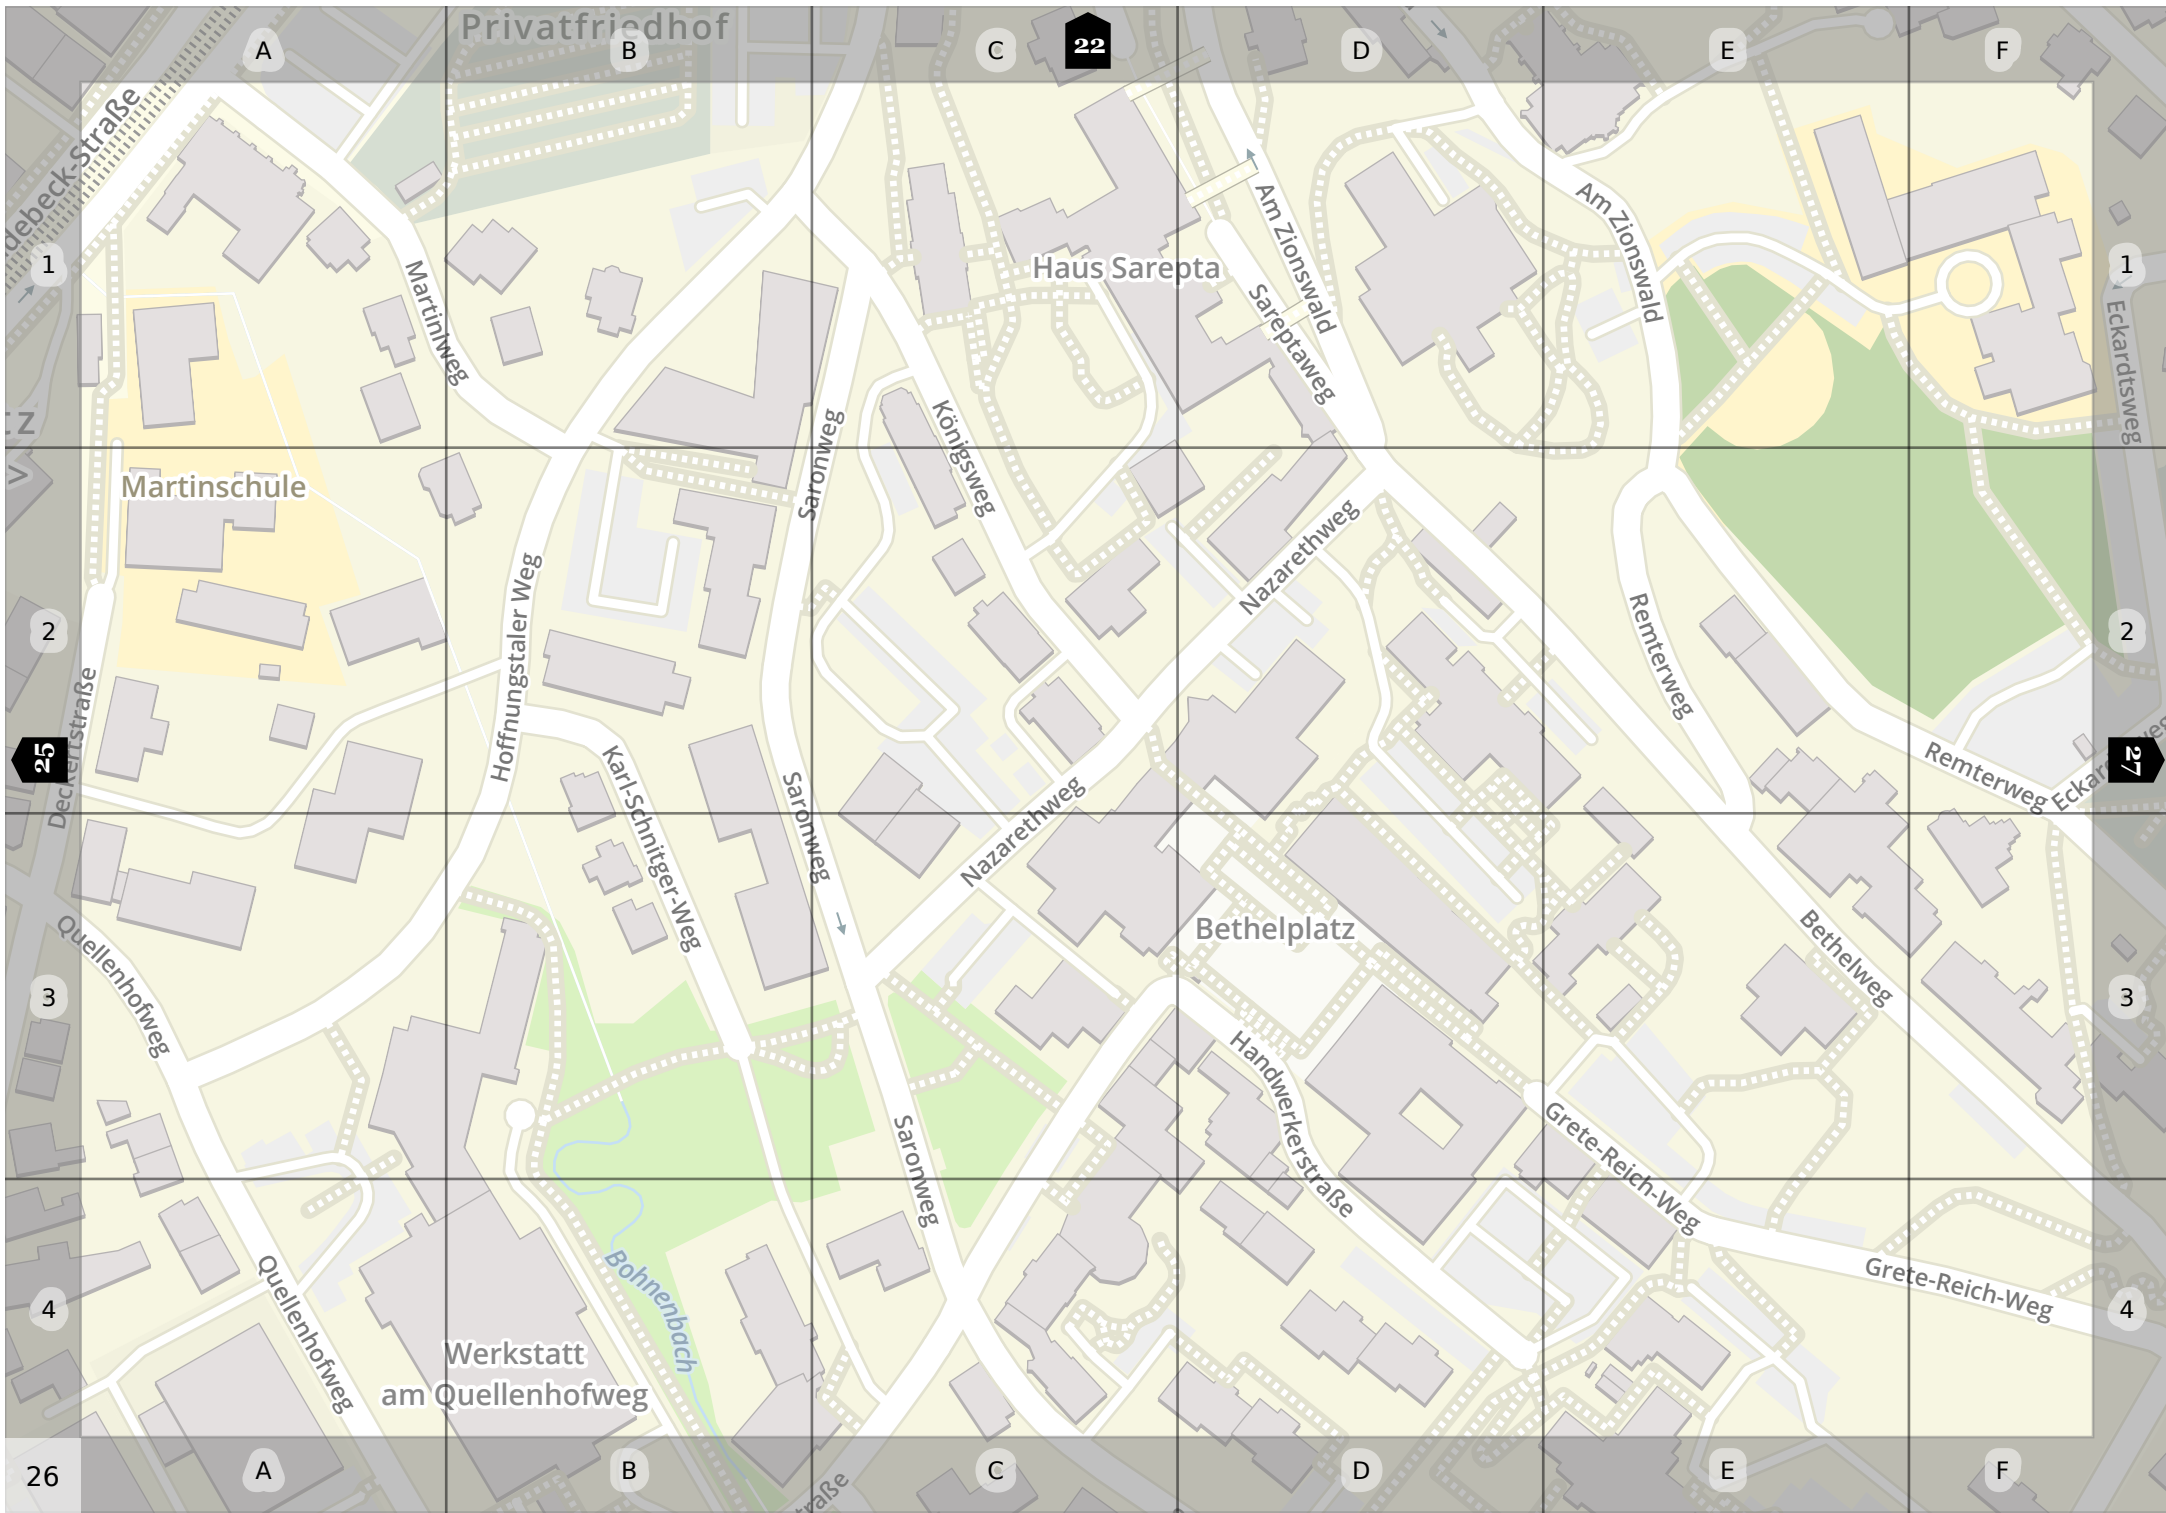 Privatfriedhof
A
B
C
22
D
E
F
debeck-Straße
1
Martiniweg
Haus Sarepta
Am Zionswald
Sareptaweg
Am Zionswald
1
Eckardtsweg
Saronweg
Königsweg
Martinschule
2
Hoffnungstaler Weg
Nazarethweg
Remterweg
2
Deckertstraße
25
Karl-Schnitger-Weg
Saronweg
Nazarethweg
Remterweg
27
Quellenhofweg
Bethelplatz
Bethelweg
3
3
Handwerkerstraße
Saronweg
Grete-Reich-Weg
Quellenhofweg
Bohnenbach
Grete-Reich-Weg
4
4
Werkstatt
am Quellenhofweg
26
A
B
C
D
E
F